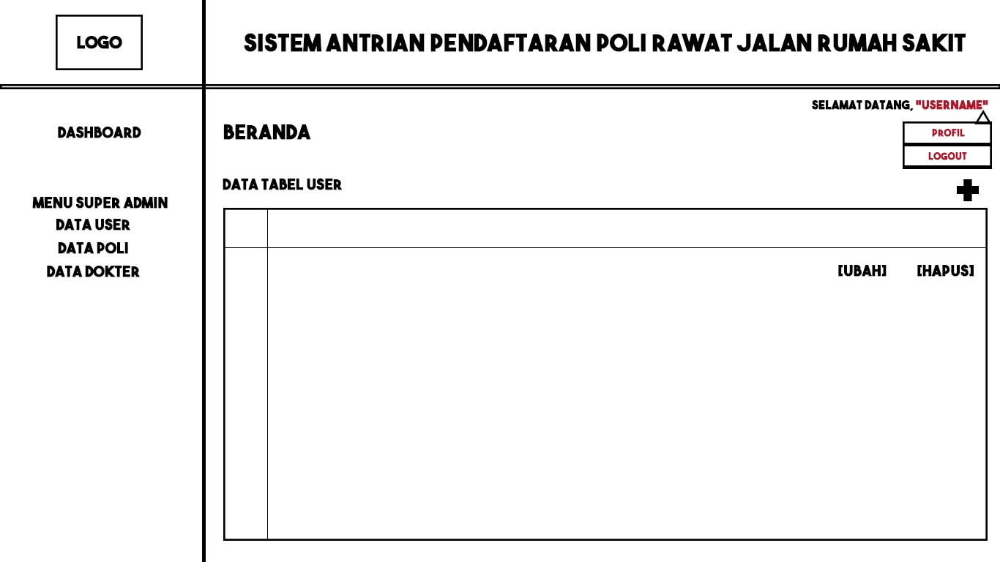 LOGO
SISTEM ANTRIAN PENDAFTARAN POLI RAWAT JALAN RUMAH SAKIT
SELAMAT DATANG, "USERNAME"
PROFIL
LOGOUT
DASHBOARD
MENU SUPER ADMIN
DATA USER
DATA POLI
DATA DOKTER
BERANDA
DATA TABEL USER
[UBAH] [HAPUS]